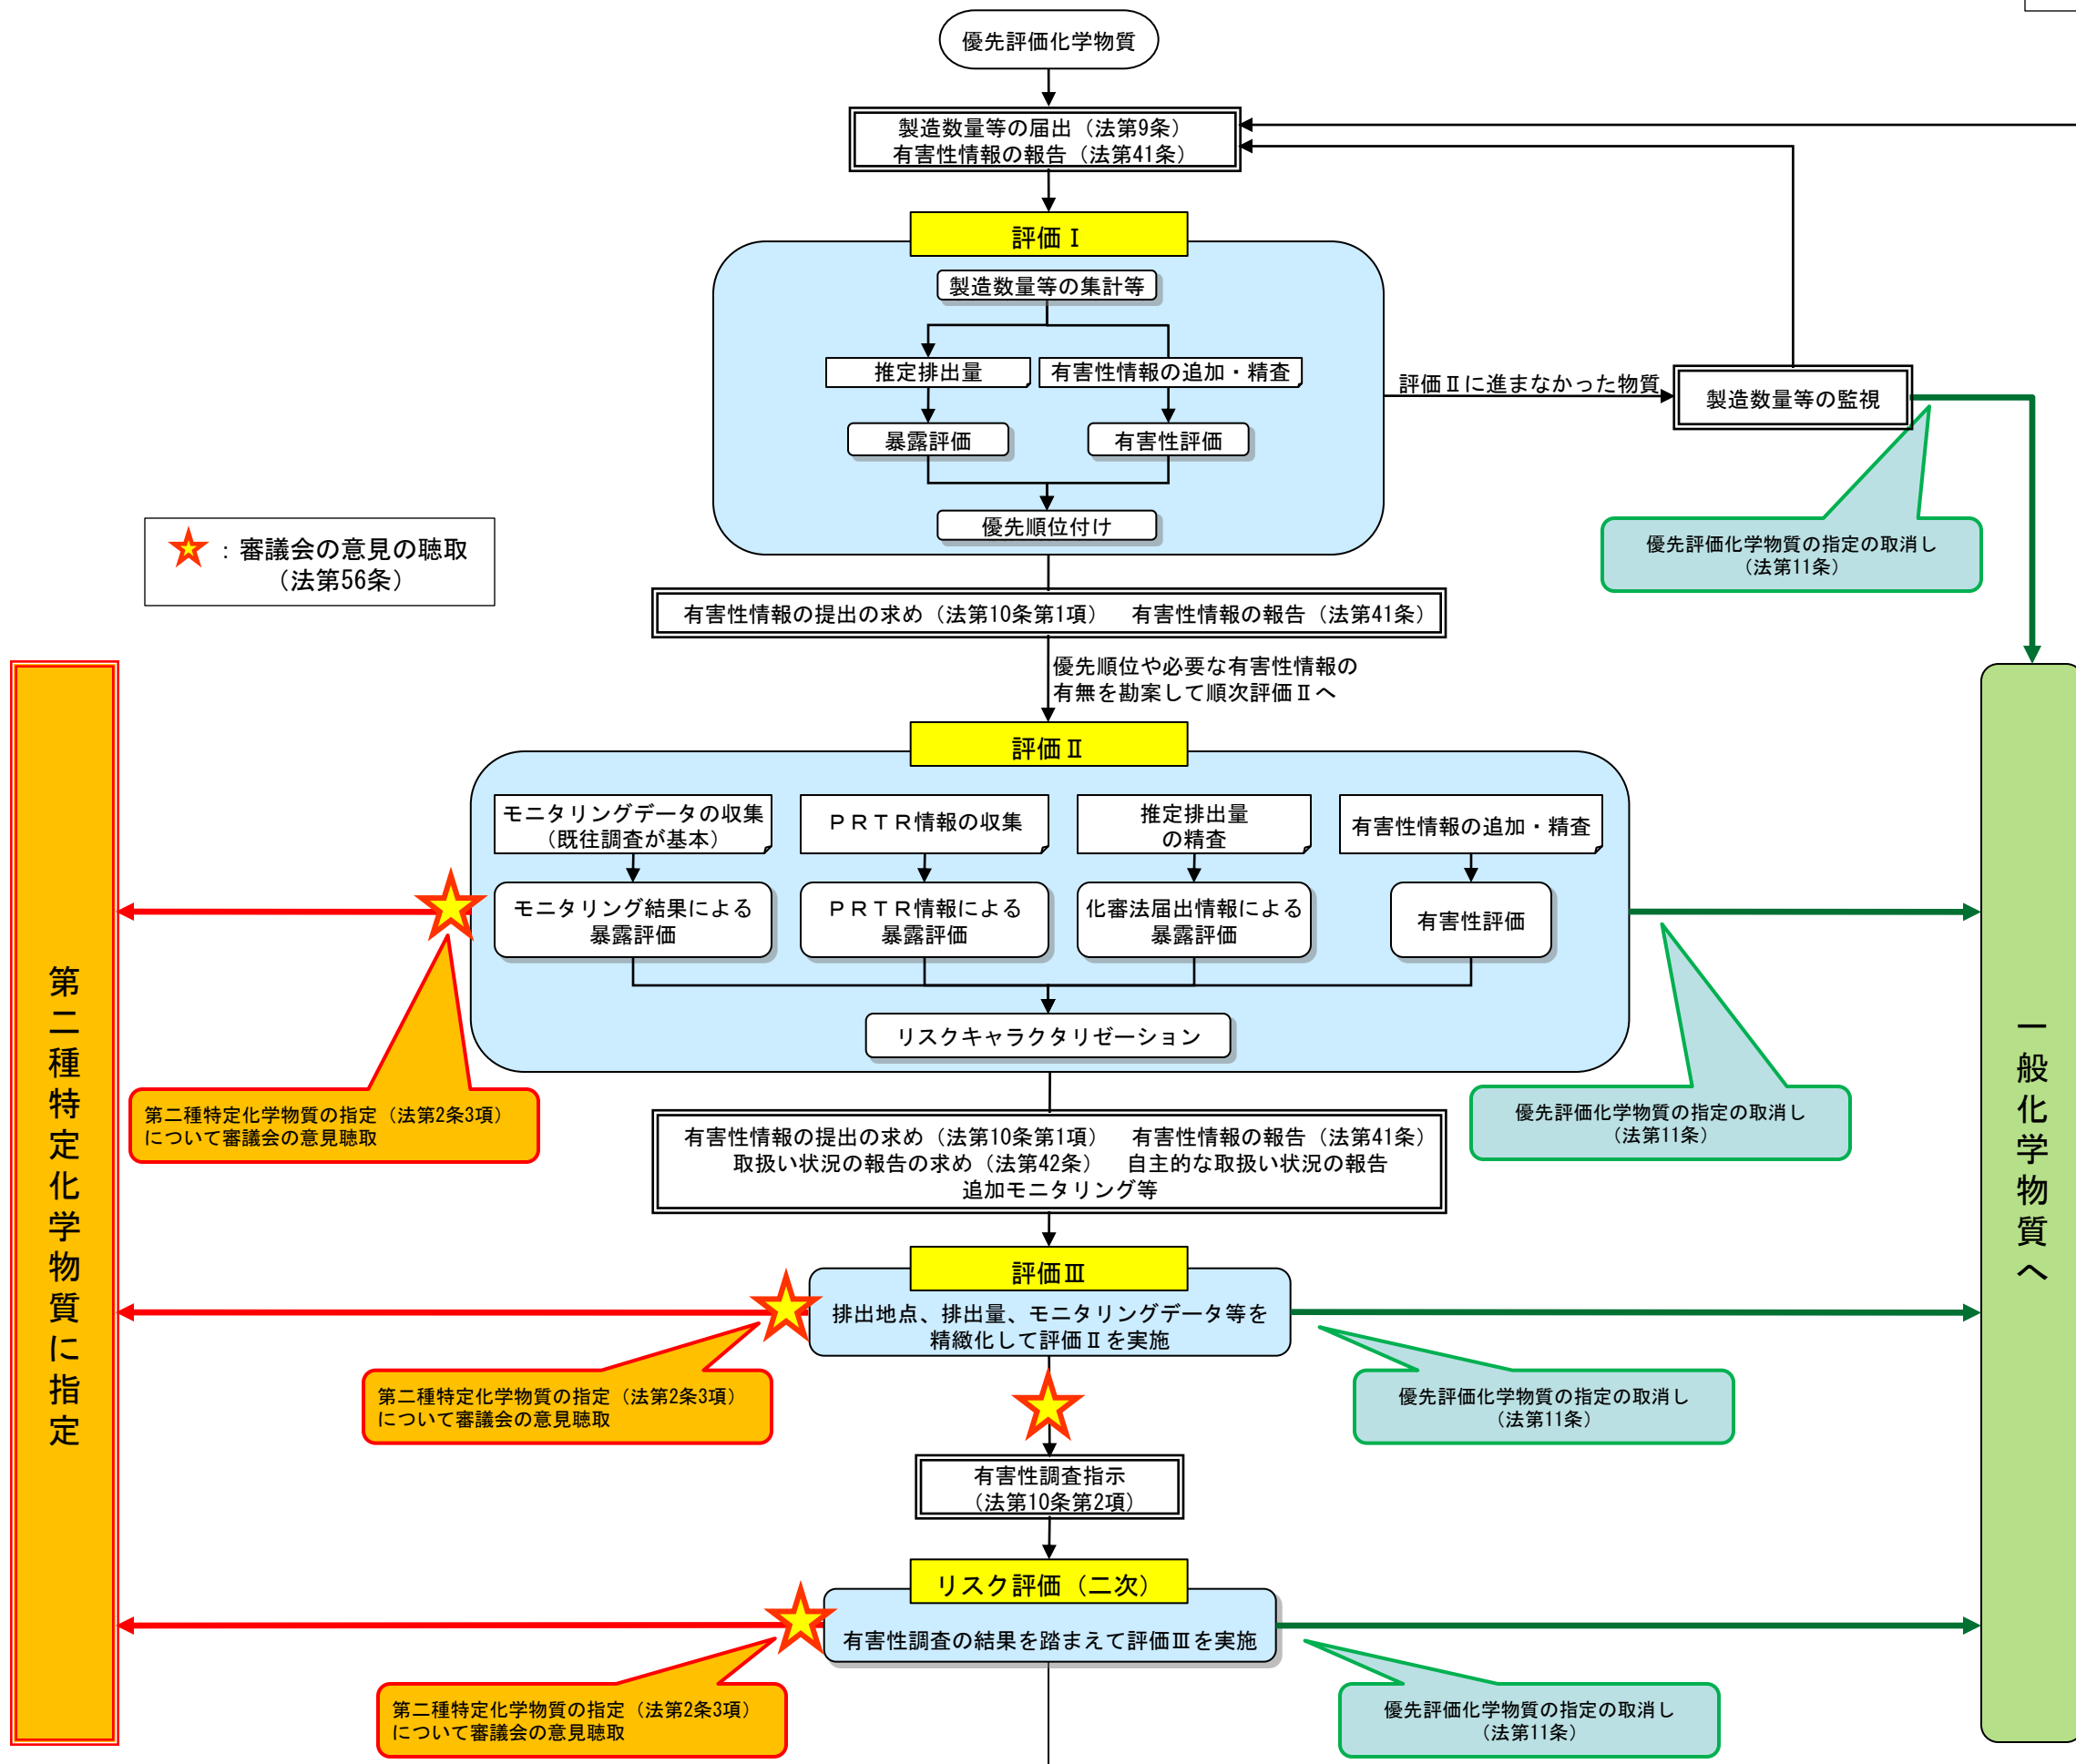 優先評価化学物質
製造数量等の届出（法第9条）
有害性情報の報告（法第41条）
評価Ⅰ
製造数量等の集計等
推定排出量
有害性情報の追加・精査
暴露評価
有害性評価
優先順位付け
評価Ⅱに進まなかった物質
製造数量等の監視
優先評価化学物質の指定の取消し
（法第11条）
：審議会の意見の聴取
（法第56条）
有害性情報の提出の求め（法第10条第1項）　有害性情報の報告（法第41条）
優先順位や必要な有害性情報の
有無を勘案して順次評価Ⅱへ
評価Ⅱ
モニタリングデータの収集
（既往調査が基本）
ＰＲＴＲ情報の収集
推定排出量
の精査
有害性情報の追加・精査
モニタリング結果による
暴露評価
ＰＲＴＲ情報による
暴露評価
化審法届出情報による
暴露評価
有害性評価
リスクキャラクタリゼーション
第二種特定化学物質の指定（法第2条3項）
について審議会の意見聴取
優先評価化学物質の指定の取消し
（法第11条）
第二種特定化学物質に指定
一般化学物質へ
有害性情報の提出の求め（法第10条第1項）　有害性情報の報告（法第41条）
取扱い状況の報告の求め（法第42条）　自主的な取扱い状況の報告
追加モニタリング等
評価Ⅲ
排出地点、排出量、モニタリングデータ等を
精緻化して評価Ⅱを実施
第二種特定化学物質の指定（法第2条3項）
について審議会の意見聴取
優先評価化学物質の指定の取消し
（法第11条）
有害性調査指示
（法第10条第2項）
リスク評価（二次）
有害性調査の結果を踏まえて評価Ⅲを実施
第二種特定化学物質の指定（法第2条3項）
について審議会の意見聴取
優先評価化学物質の指定の取消し
（法第11条）